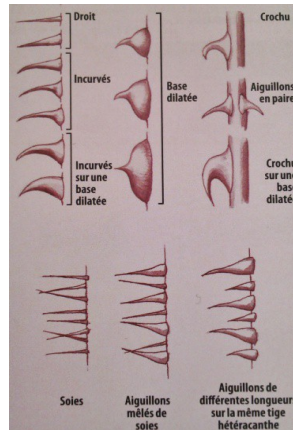 Droit
Incurvés
Incurvés
sur une
base
dilatée
Base
dilatée
Crochu
Aiguillons
en paire
Crochu
sur une
base
dilatée
Soies
Aiguillons
mêlés de
soies
Aiguillons de
différentes longueur
sur la même tige
hétéracanthe